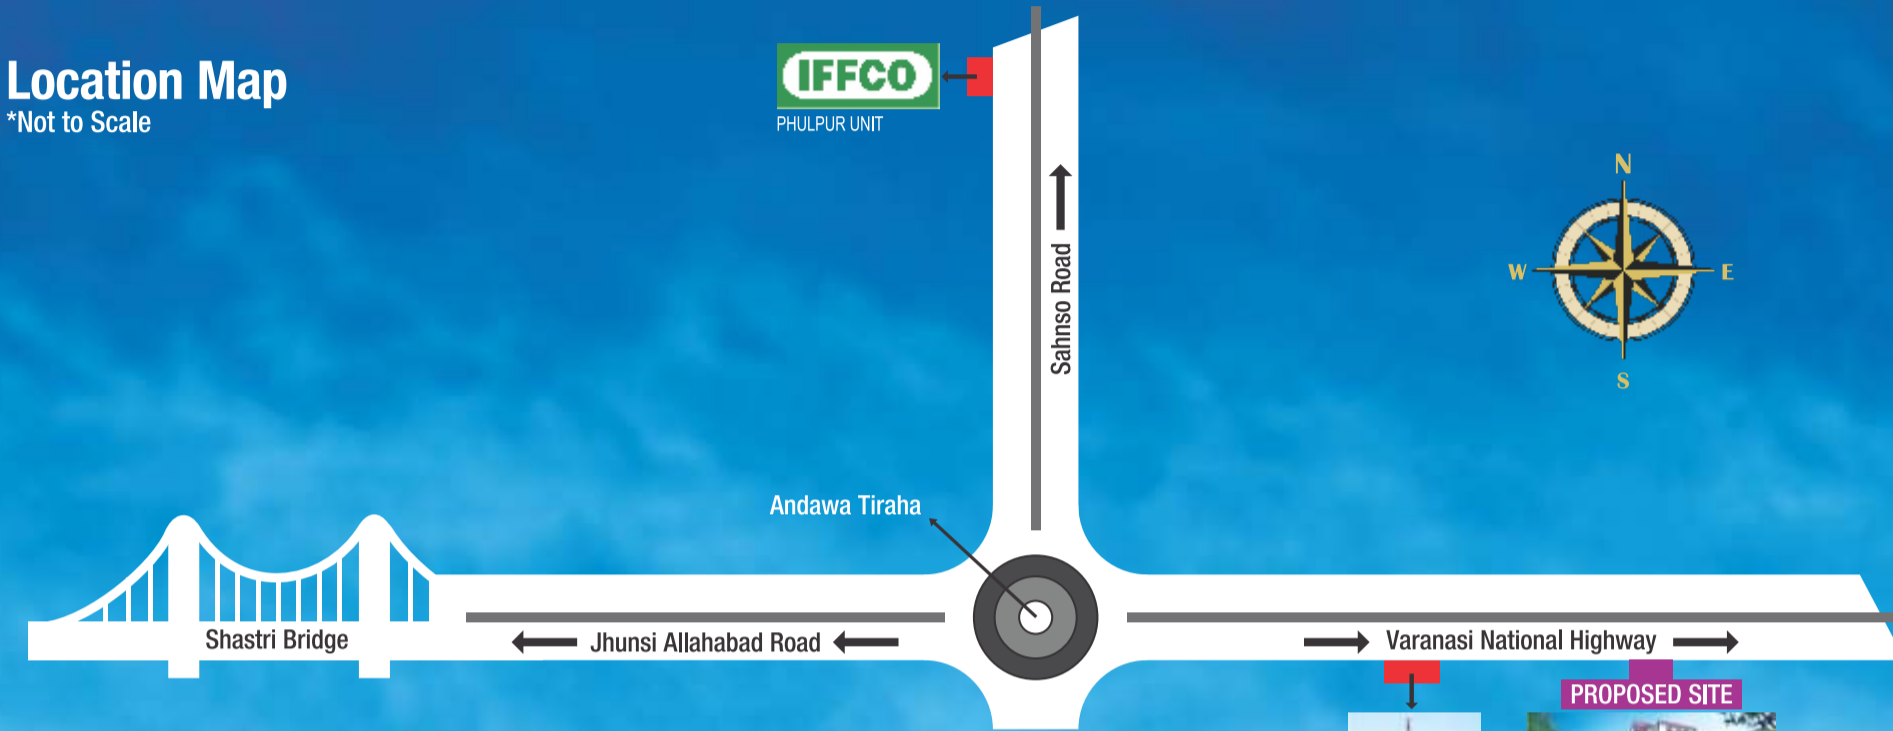 Location Map
*Not to Scale
IFFCO
PHULPUR UNIT
N
W
E
S
Sahnso Road
Andawa Tiraha
Shastri Bridge
Jhunsi Allahabad Road
Varanasi National Highway
PROPOSED SITE